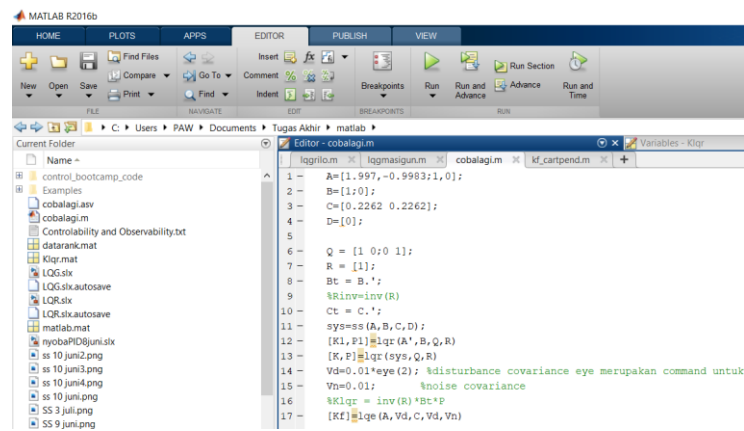 MATLAB R2016b
HOME PLOTS APPS EDITOR PUBLISH VIEW
New Open Save
Find Files
Compare
Print
Go To
Find
Insert fx
Comment
Indent
Breakpoints
Run
Run and Advance
Run Section
Advance
Run and Time
FILE NAVIGATE EDIT BREAKPOINTS RUN
C: Users PAW Documents Tugas Akhir matlab
Current Folder
Name
control_bootcamp_code
Examples
cobalagi.asv
cobalagi.m
Controlability and Observability.txt
datarank.mat
Klqr.mat
LQG.slx
LQG.slx.autosave
LQR.slx
LQR.slx.autosave
matlab.mat
nyobaPID8juni.slx
ss 10 juni2.png
ss 10 juni3.png
ss 10 juni4.png
ss 10 juni.png
SS 3 juli.png
SS 9 juni.png
Editor - cobalagi.m
Variables - Klqr
lqgrilo.m lqgmasigun.m cobalagi.m kf_cartpend.m
1 A=[1.997,-0.9983;1,0];
2 B=[1;0];
3 C=[0.2262 0.2262];
4 D=[0];
5
6 Q = [1 0;0 1];
7 R = [1];
8 Bt = B.';
9 %Rinv=inv(R)
10 Ct = C.';
11 sys=ss(A,B,C,D);
12 [K1,P1]=lqr(A',B,Q,R)
13 [K,P]=lqr(sys,Q,R)
14 Vd=0.01*eye(2); %disturbance covariance eye merupakan command untuk
15 Vn=0.01; %noise covariance
16 %Klqr = inv(R)*Bt*P
17 [Kf]=lqe(A,Vd,C,Vd,Vn)